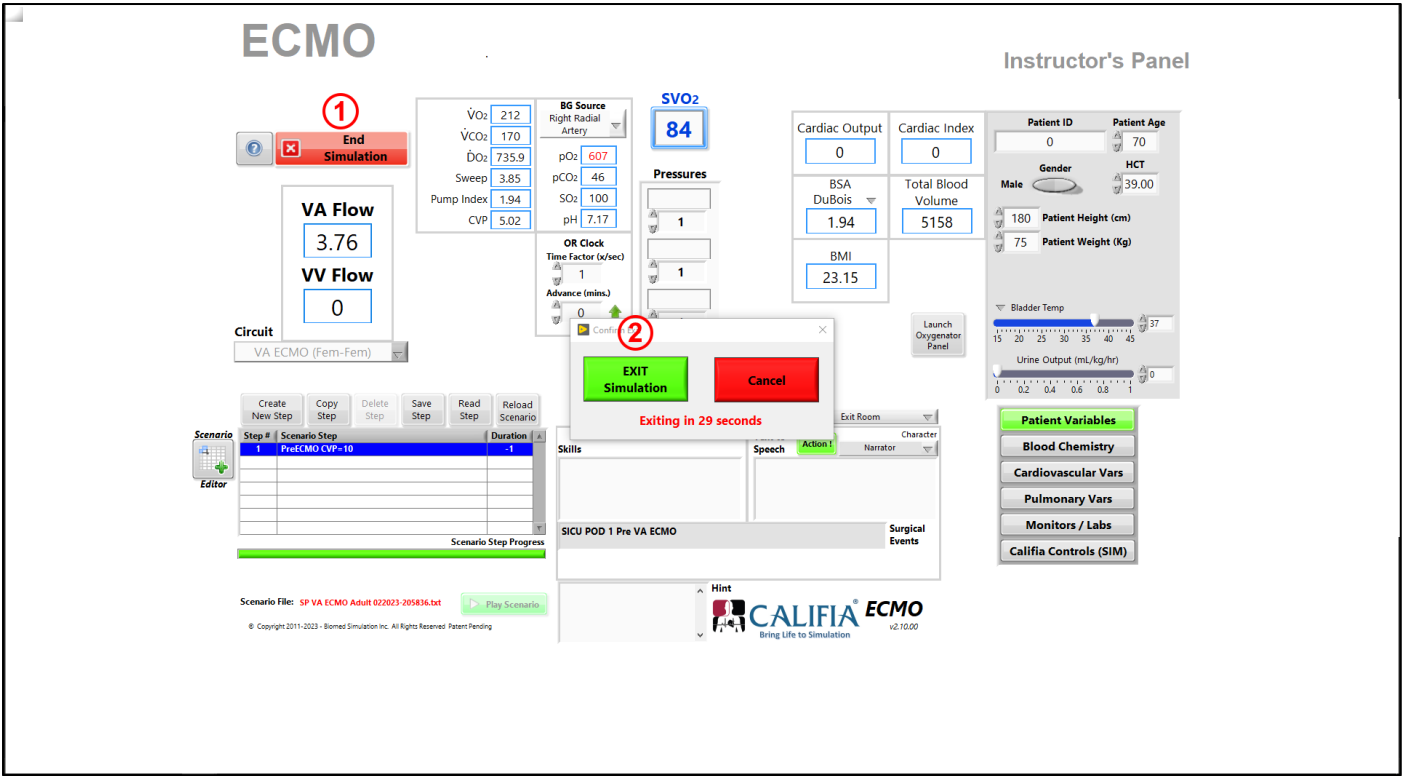 ECMO
Instructor's Panel
1
End
Simulation
V̇O2 212
V̇CO2 170
ḊO2 735.9
Sweep 3.85
Pump Index 1.94
CVP 5.02
BG Source
Right Radial
Artery
pO2 607
pCO2 46
SO2 100
pH 7.17
OR Clock
Time Factor (x/sec)
1
Advance (mins.)
0
SVO2
84
Pressures
1
1
Cardiac Output
0
Cardiac Index
0
BSA
DuBois
1.94
Total Blood
Volume
5158
BMI
23.15
Patient ID
0
Patient Age
70
Gender
Male
HCT
39.00
180 Patient Height (cm)
75 Patient Weight (Kg)
Bladder Temp
37
15 20 25 30 35 40 45
Urine Output (mL/kg/hr)
0
0 0.2 0.4 0.6 0.8 1
Launch
Oxygenator
Panel
VA Flow
3.76
VV Flow
0
Circuit
VA ECMO (Fem-Fem)
2
EXIT
Simulation
Cancel
Exiting in 29 seconds
Create
New Step
Copy
Step
Delete
Step
Save
Step
Read
Step
Reload
Scenario
Scenario
Editor
Step # Scenario Step Duration
1 PreECMO CVP=10 -1
Scenario Step Progress
Exit Room
Skills
Speech
Action !
Character
Narrator
SICU POD 1 Pre VA ECMO
Surgical
Events
Patient Variables
Blood Chemistry
Cardiovascular Vars
Pulmonary Vars
Monitors / Labs
Califia Controls (SIM)
Scenario File: SP VA ECMO Adult 022023-205836.txt
Play Scenario
© Copyright 2011-2023 - Biomed Simulation Inc. All Rights Reserved Patent Pending
Hint
CALIFIA® ECMO
Bring Life to Simulation
v2.10.00